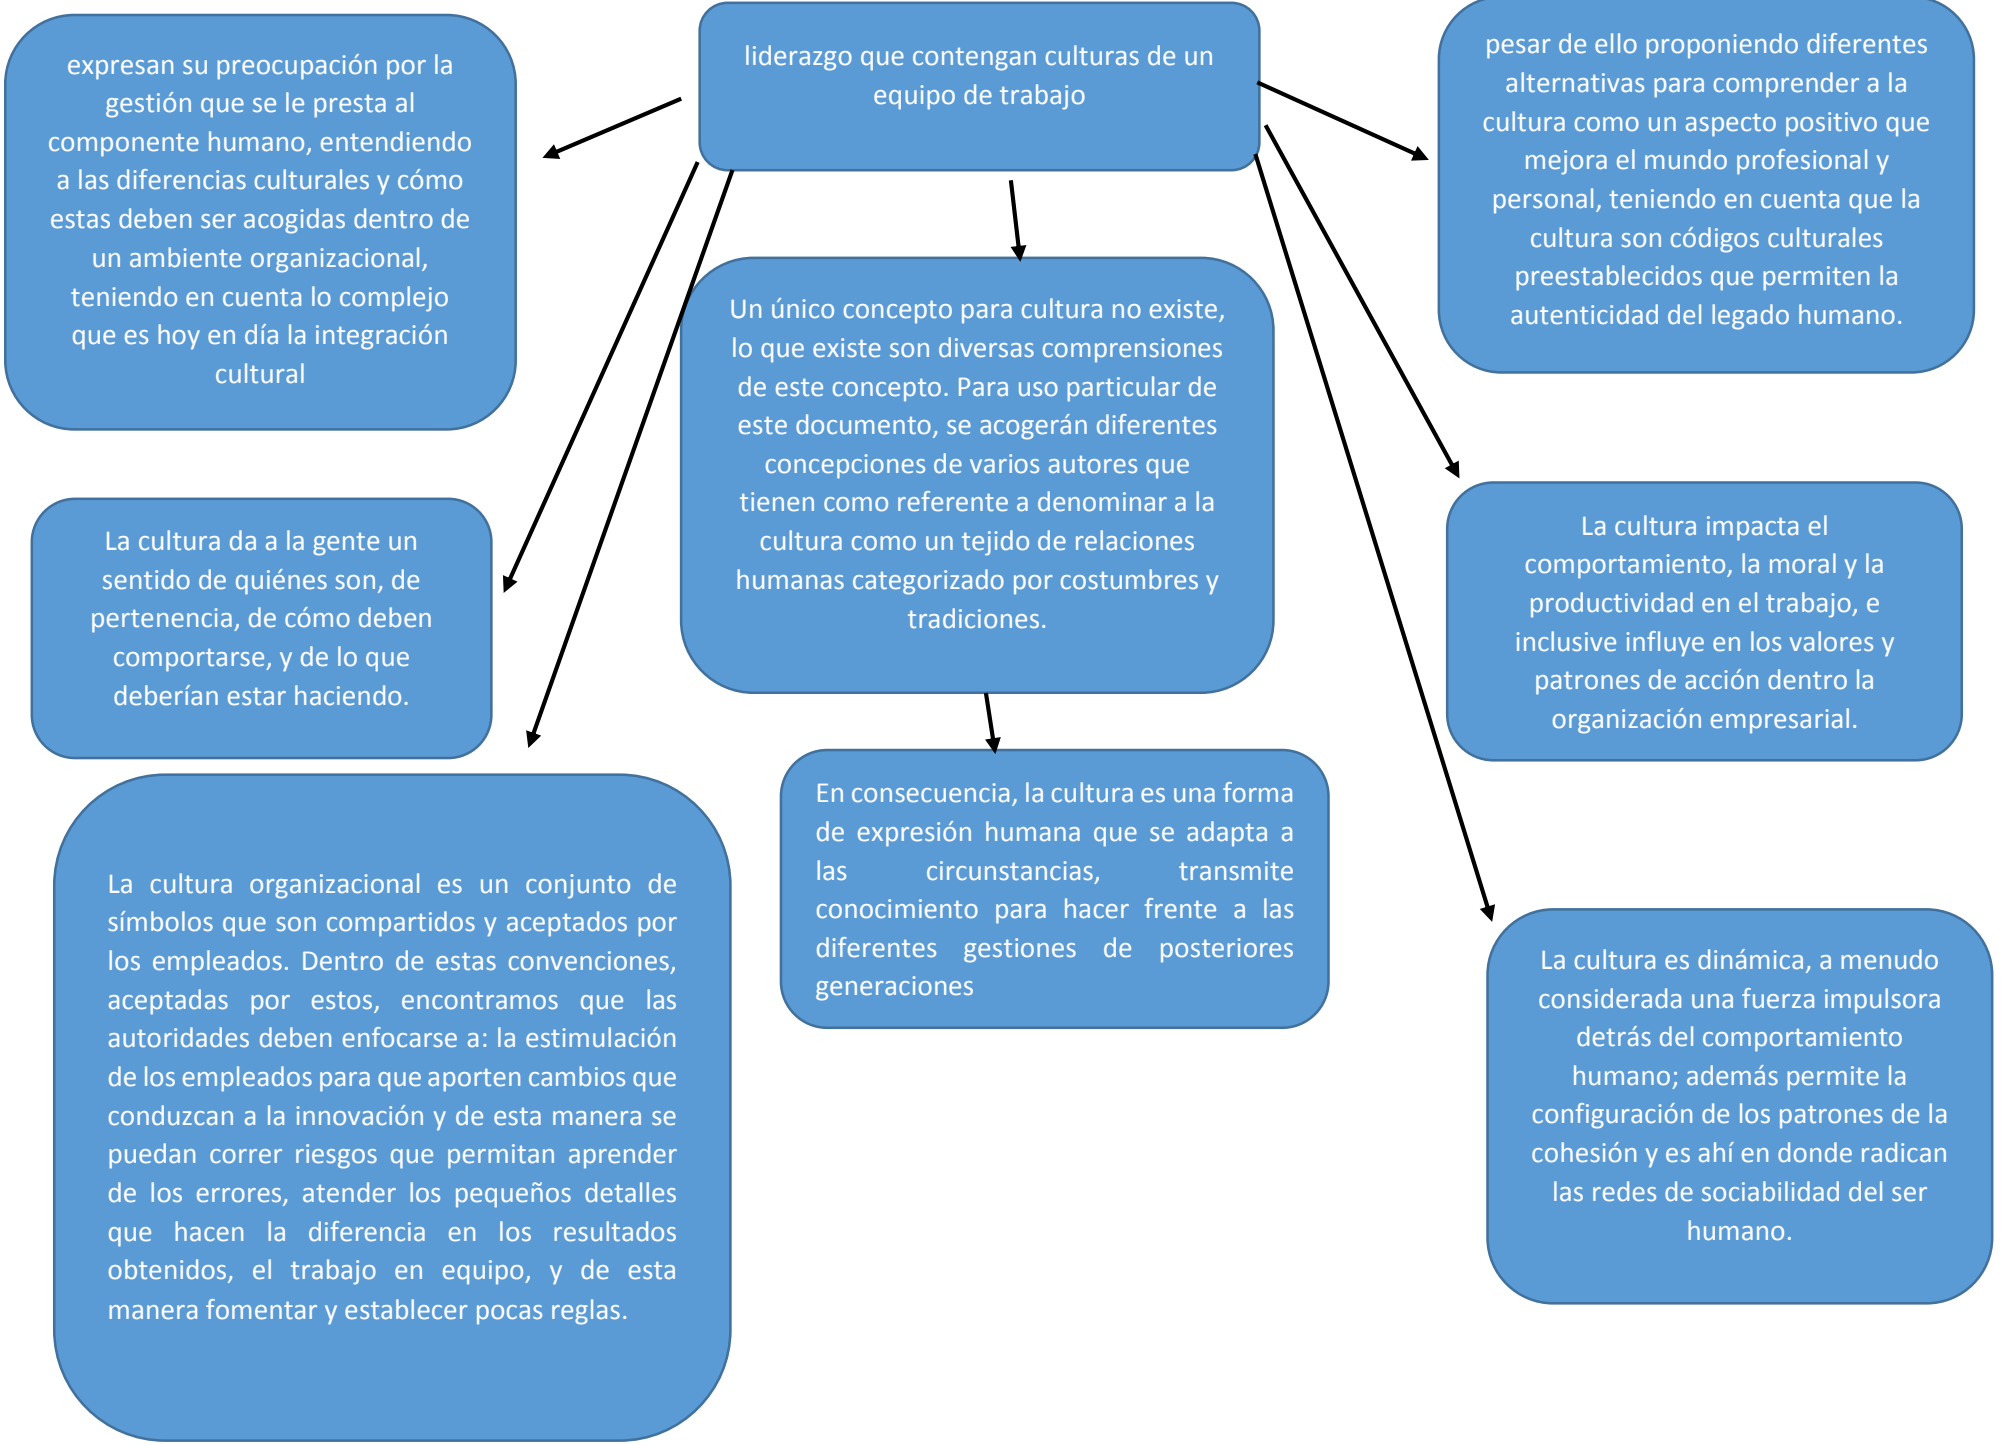 liderazgo que contengan culturas de un
equipo de trabajo
expresan su preocupación por la
gestión que se le presta al
componente humano, entendiendo
a las diferencias culturales y cómo
estas deben ser acogidas dentro de
un ambiente organizacional,
teniendo en cuenta lo complejo
que es hoy en día la integración
cultural
pesar de ello proponiendo diferentes
alternativas para comprender a la
cultura como un aspecto positivo que
mejora el mundo profesional y
personal, teniendo en cuenta que la
cultura son códigos culturales
preestablecidos que permiten la
autenticidad del legado humano.
Un único concepto para cultura no existe,
lo que existe son diversas comprensiones
de este concepto. Para uso particular de
este documento, se acogerán diferentes
concepciones de varios autores que
tienen como referente a denominar a la
cultura como un tejido de relaciones
humanas categorizado por costumbres y
tradiciones.
La cultura da a la gente un
sentido de quiénes son, de
pertenencia, de cómo deben
comportarse, y de lo que
deberían estar haciendo.
La cultura impacta el
comportamiento, la moral y la
productividad en el trabajo, e
inclusive influye en los valores y
patrones de acción dentro la
organización empresarial.
La cultura organizacional es un conjunto de
símbolos que son compartidos y aceptados por
los empleados. Dentro de estas convenciones,
aceptadas por estos, encontramos que las
autoridades deben enfocarse a: la estimulación
de los empleados para que aporten cambios que
conduzcan a la innovación y de esta manera se
puedan correr riesgos que permitan aprender
de los errores, atender los pequeños detalles
que hacen la diferencia en los resultados
obtenidos, el trabajo en equipo, y de esta
manera fomentar y establecer pocas reglas.
En consecuencia, la cultura es una forma
de expresión humana que se adapta a
las circunstancias, transmite
conocimiento para hacer frente a las
diferentes gestiones de posteriores
generaciones
La cultura es dinámica, a menudo
considerada una fuerza impulsora
detrás del comportamiento
humano; además permite la
configuración de los patrones de la
cohesión y es ahí en donde radican
las redes de sociabilidad del ser
humano.